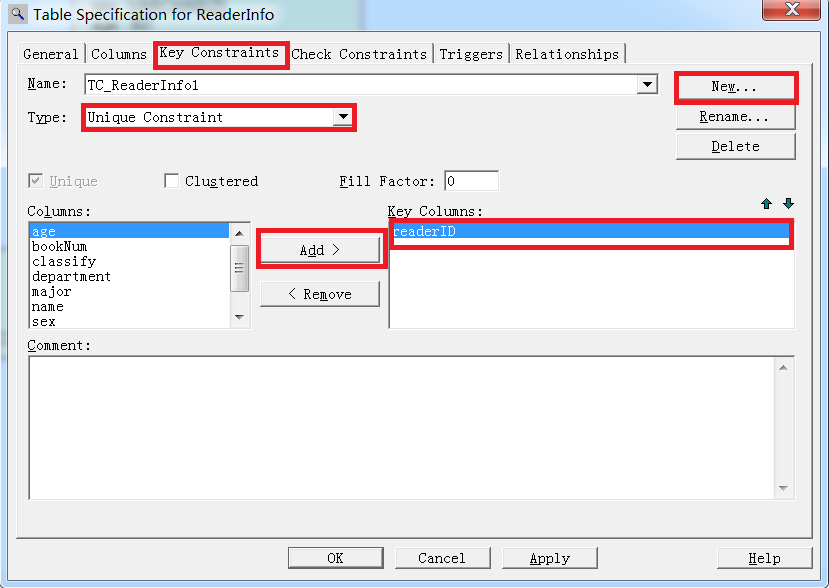 Table Specification for ReaderInfo
General Columns Key Constraints Check Constraints Triggers Relationships
Name: TC_ReaderInfo1 New...
Type: Unique Constraint Rename...
Delete
Unique Clustered Fill Factor: 0
Columns: Key Columns:
age readerID
bookNum Add >
classify
department
major < Remove
name
sex
Comment:
OK Cancel Apply Help